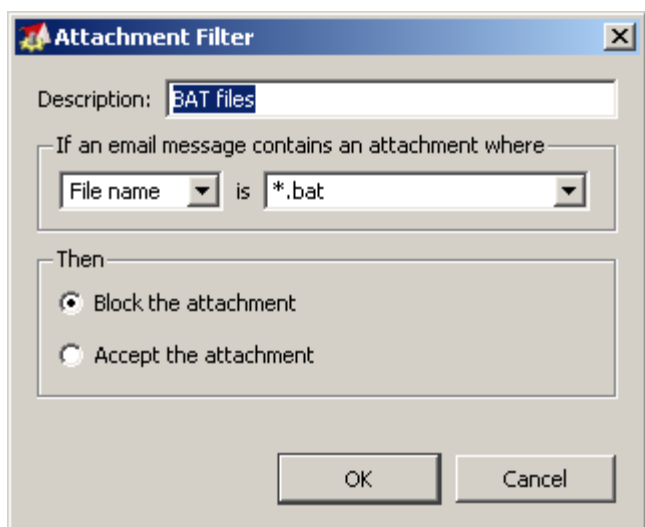 Attachment Filter
Description: BAT files
If an email message contains an attachment where
File name is *.bat
Then
Block the attachment
Accept the attachment
OK Cancel